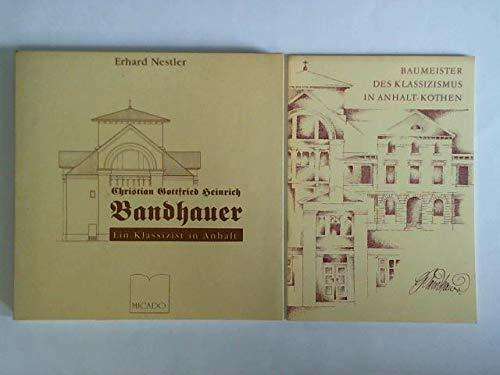 Erhard Nestler
Christian Gottfried Heinrich
Bandhauer
Ein Klassizist in Anhalt
MICADO
BAUMEISTER
DES KLASSIZISMUS
IN ANHALT-KÖTHEN